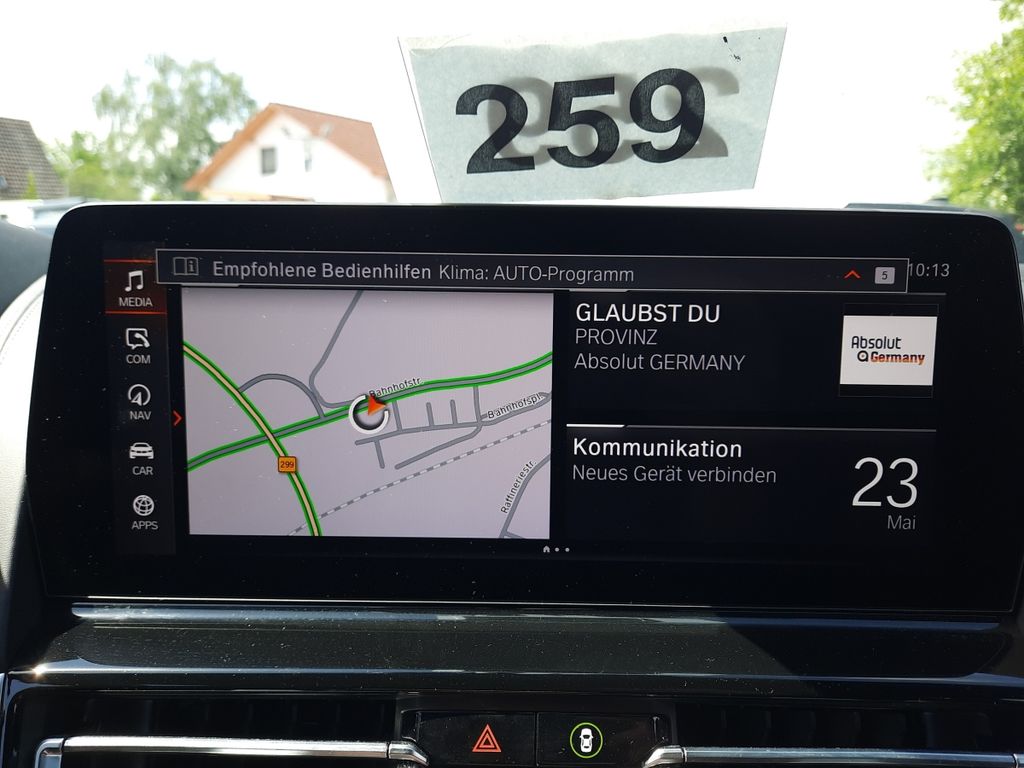 259
Empfohlene Bedienhilfen Klima: AUTO-Programm
5
10:13
MEDIA
COM
NAV
CAR
APPS
Bahnhofstr.
Bahnhofspl.
299
Raffineriestr.
GLAUBST DU
PROVINZ
Absolut GERMANY
Absolut
Germany
Kommunikation
Neues Gerät verbinden
23
Mai